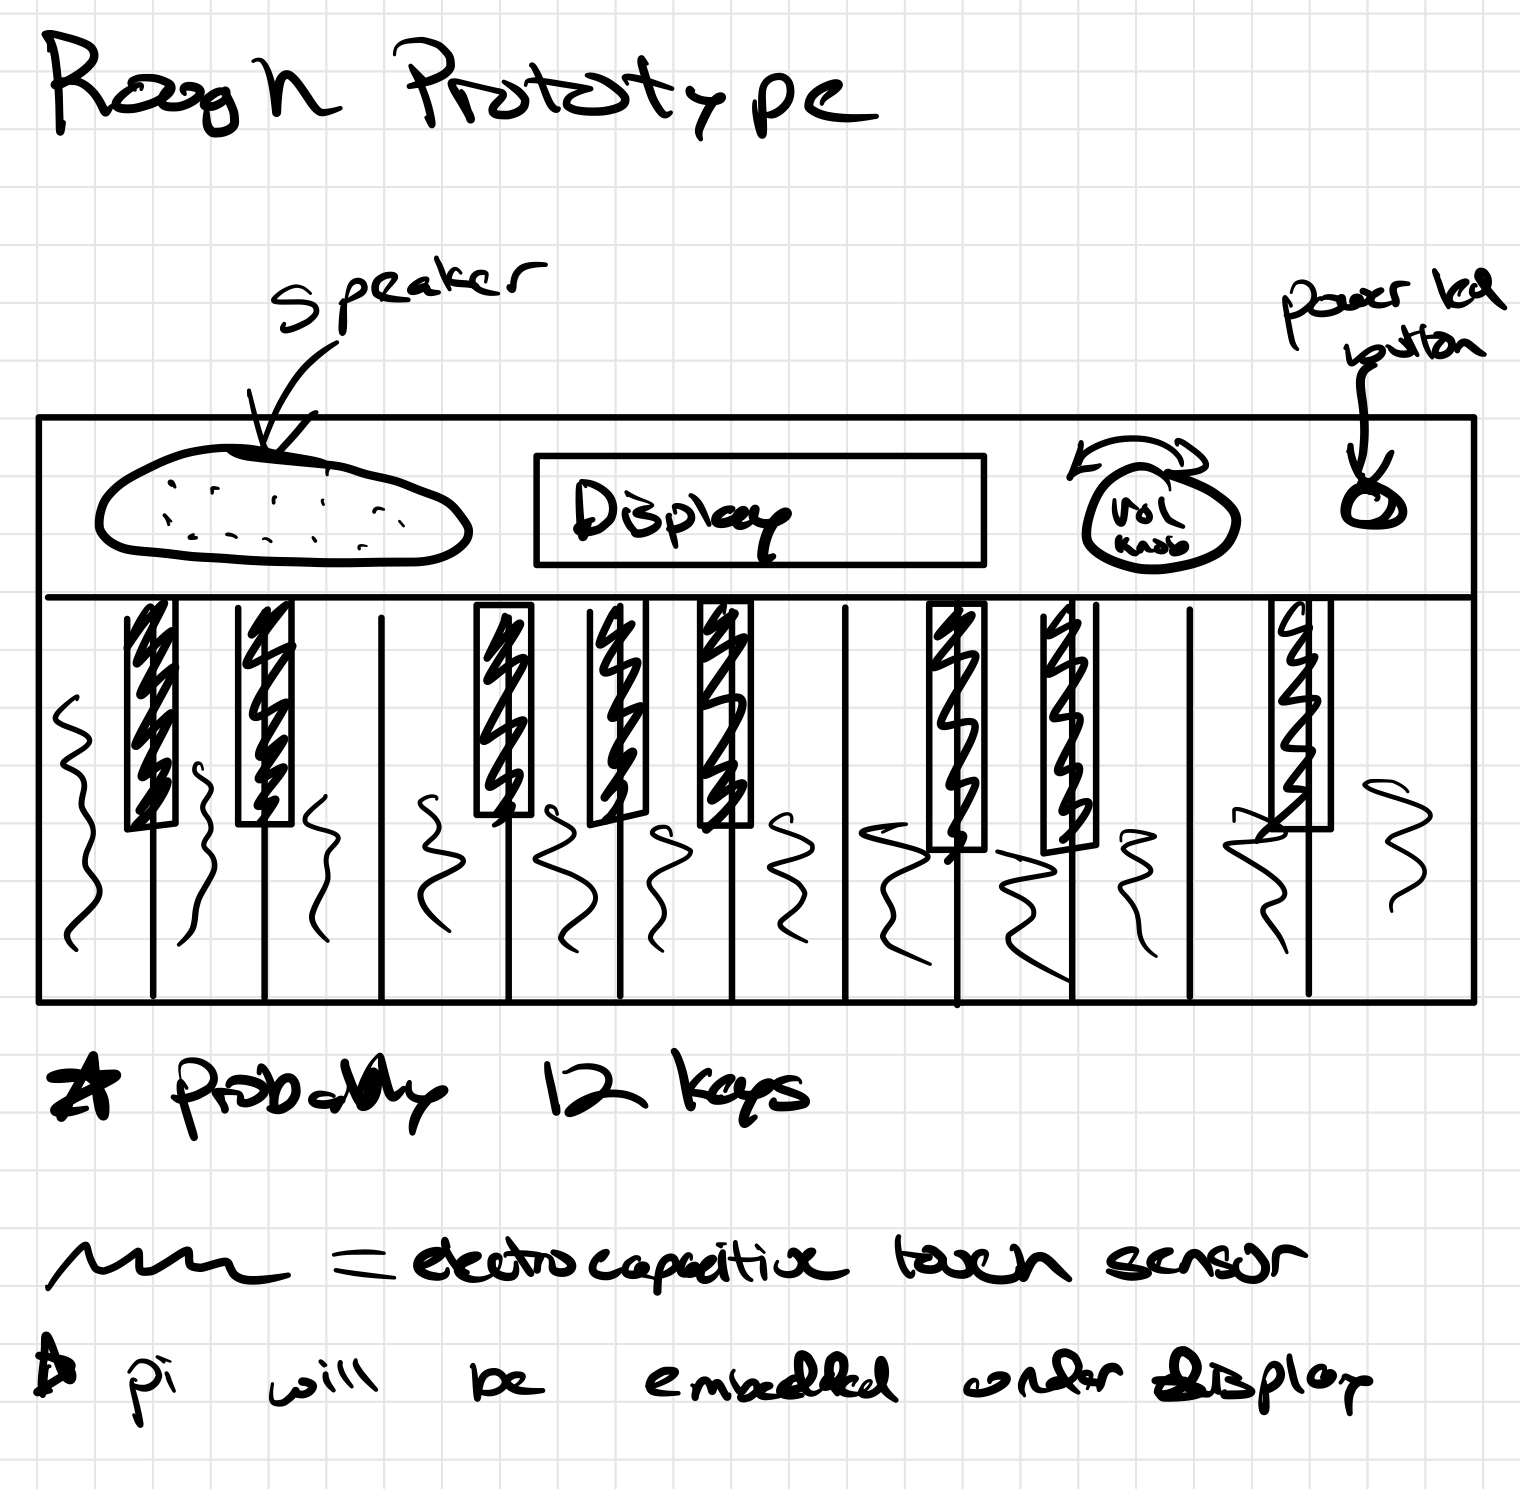 Rough Prototype
speaker
power led
button
Display
Vol
knob
* Probably 12 keys
= electrocapacitive touch sensor
pi will be embedded under display